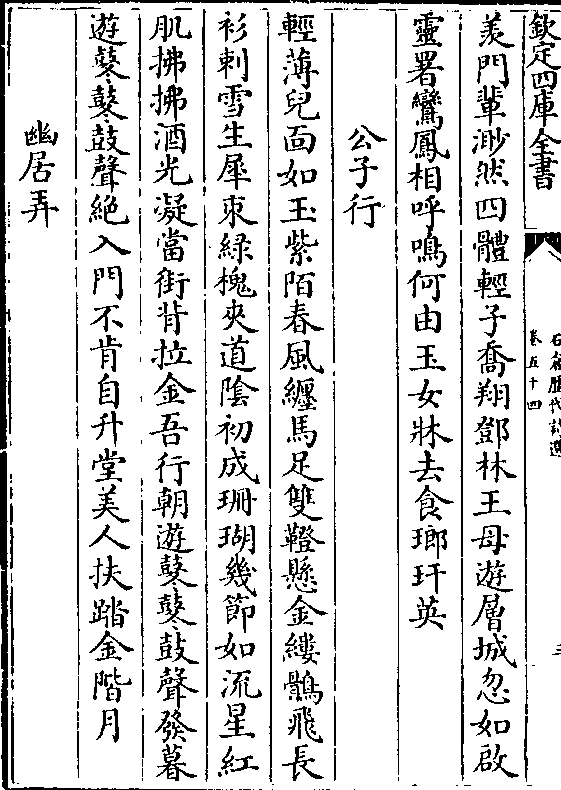 欽定四庫全書
石倉歷代詩選
卷五十四
羡門輩渺然四體輕子喬翔鄧林王母遊層城忽如啟
靈署鸞鳳相呼鳴何由玉女牀去食瑯玕英
公子行
輕薄兒面如玉紫陌春風纏馬足雙鐙懸金縷鶻飛長
衫刺雪生犀束綠槐夾道隂初成珊瑚幾節如流星紅
肌拂拂酒光凝當街背拉金吾行朝遊鼕鼕鼓聲發暮
遊鼕鼕鼓聲絶入門不肯自升堂美人扶踏金階月
幽居弄